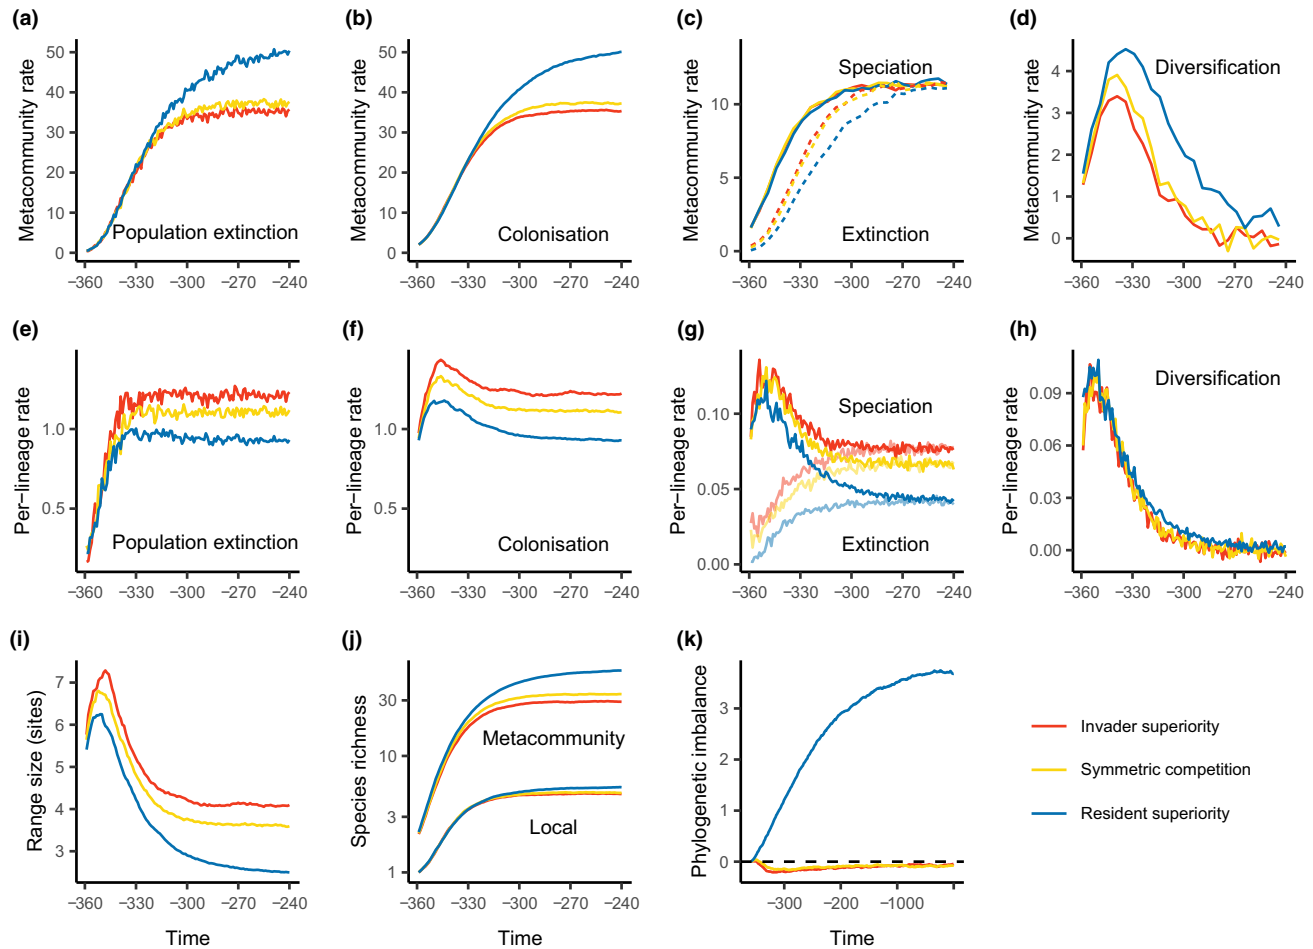 (a)
Metacommunity rate
50
40
30
20
10
0
Population extinction
−360
−330
−300
−270
−240
(b)
Metacommunity rate
50
40
30
20
10
0
Colonisation
−360
−330
−300
−270
−240
(c)
Metacommunity rate
10
5
0
Speciation
Extinction
−360
−330
−300
−270
−240
(d)
Metacommunity rate
4
3
2
1
0
Diversification
−360
−330
−300
−270
−240
(e)
Per−lineage rate
1.0
0.5
Population extinction
−360
−330
−300
−270
−240
(f)
Per−lineage rate
1.0
0.5
Colonisation
−360
−330
−300
−270
−240
(g)
Per−lineage rate
0.10
0.05
0.00
Speciation
Extinction
−360
−330
−300
−270
−240
(h)
Per−lineage rate
0.09
0.06
0.03
0.00
Diversification
−360
−330
−300
−270
−240
(i)
Range size (sites)
7
6
5
4
3
−360
−330
−300
−270
−240
Time
(j)
Species richness
30
10
3
1
Metacommunity
Local
−360
−330
−300
−270
−240
Time
(k)
Phylogenetic imbalance
3
2
1
0
−300
−200
−1000
Time
Invader superiority
Symmetric competition
Resident superiority